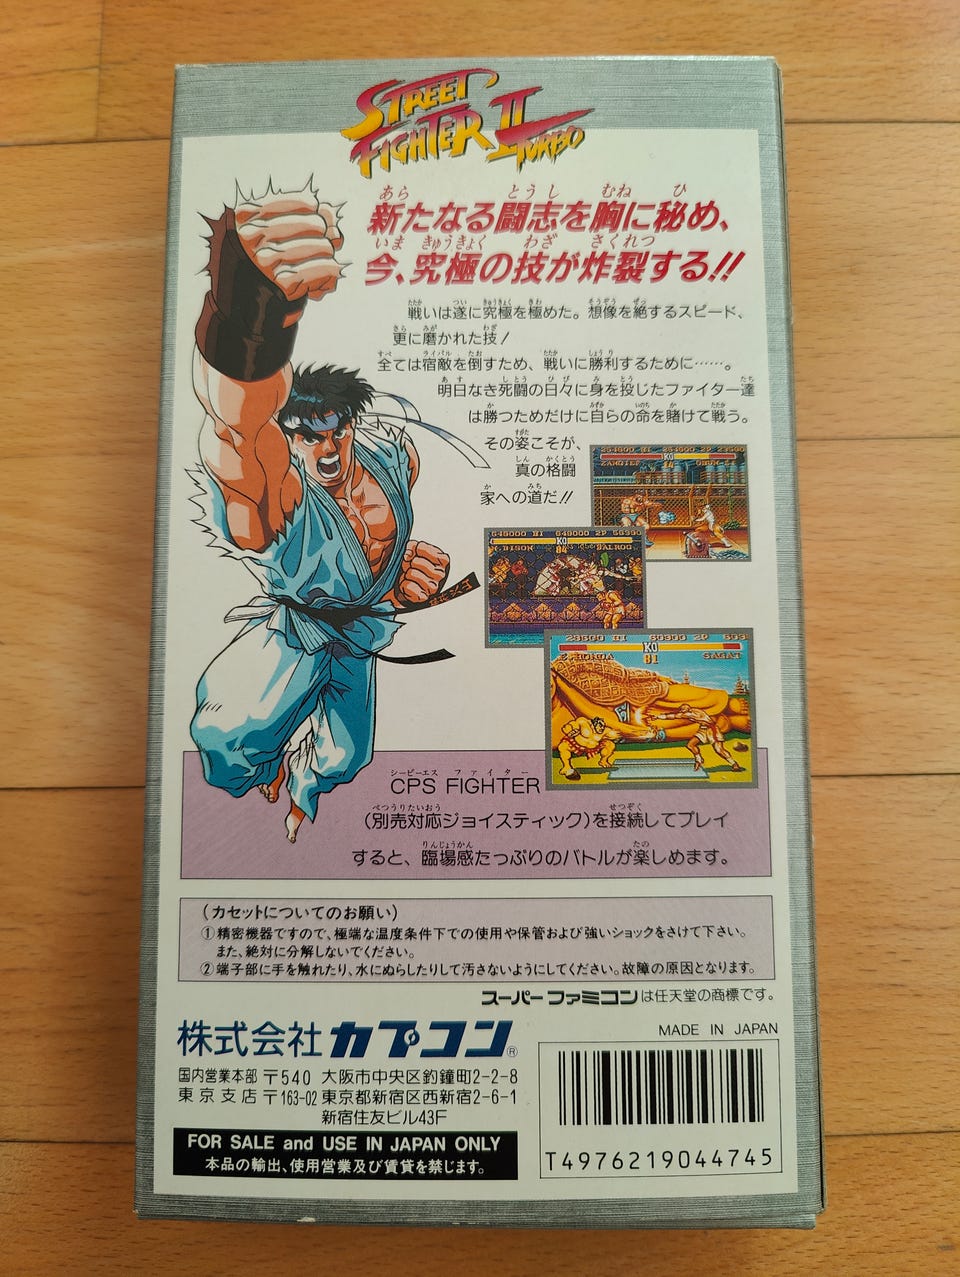 STREET
FIGHTER II TURBO
新たなる闘志を胸に秘め、
今、究極の技が炸裂する!!
戦いは遂に究極を極めた。想像を絶するスピード、
更に磨かれた技!
全ては宿敵を倒すため、戦いに勝利するために……。
明日なき死闘の日々に身を投じたファイター達
は勝つためだけに自らの命を賭けて戦う。
その姿こそが、
真の格闘
家への道だ!!
KO
M.BISON
KO
BALROG
KO
81
SAGAT
CPS FIGHTER
(別売対応ジョイスティック)を接続してプレイ
すると、臨場感たっぷりのバトルが楽しめます。
(カセットについてのお願い)
①精密機器ですので、極端な温度条件下での使用や保管および強いショックをさけて下さい。
また、絶対に分解しないでください。
②端子部に手を触れたり、水にぬらしたりして汚さないようにしてください。故障の原因となります。
スーパーファミコンは任天堂の商標です。
株式会社カプコン®
MADE IN JAPAN
国内営業本部 〒540 大阪市中央区釣鐘町2-2-8
東京支店 〒163-02 東京都新宿区西新宿2-6-1
新宿住友ビル43F
FOR SALE and USE IN JAPAN ONLY
本品の輸出、使用営業及び賃貸を禁じます。
T4976219044745